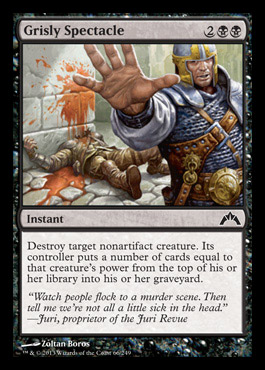 Grisly Spectacle 2
Instant
Destroy target nonartifact creature. Its
controller puts a number of cards equal to
that creature's power from the top of his or
her library into his or her graveyard.
"Watch people flock to a murder scene. Then
tell me we're not all a little sick in the head."
—Juri, proprietor of the Juri Revue
Zoltan Boros
™ & © 2013 Wizards of the Coast 66/249